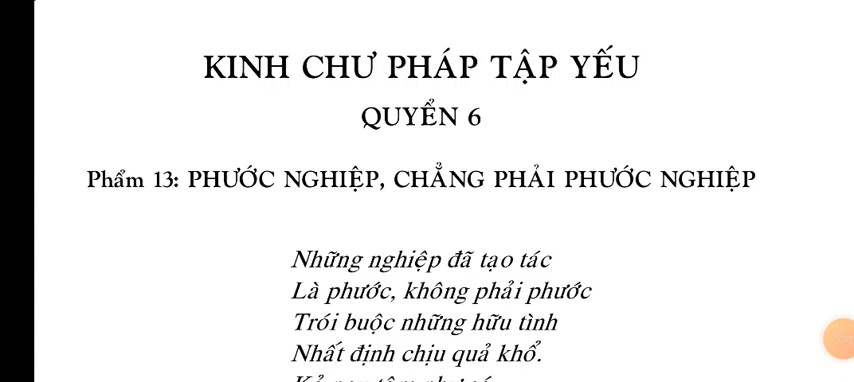 KINH CHƯ PHÁP TẬP YẾU
QUYỂN 6
Phẩm 13: PHƯỚC NGHIỆP, CHẲNG PHẢI PHƯỚC NGHIỆP
Những nghiệp đã tạo tác
Là phước, không phải phước
Trói buộc những hữu tình
Nhất định chịu quả khổ.